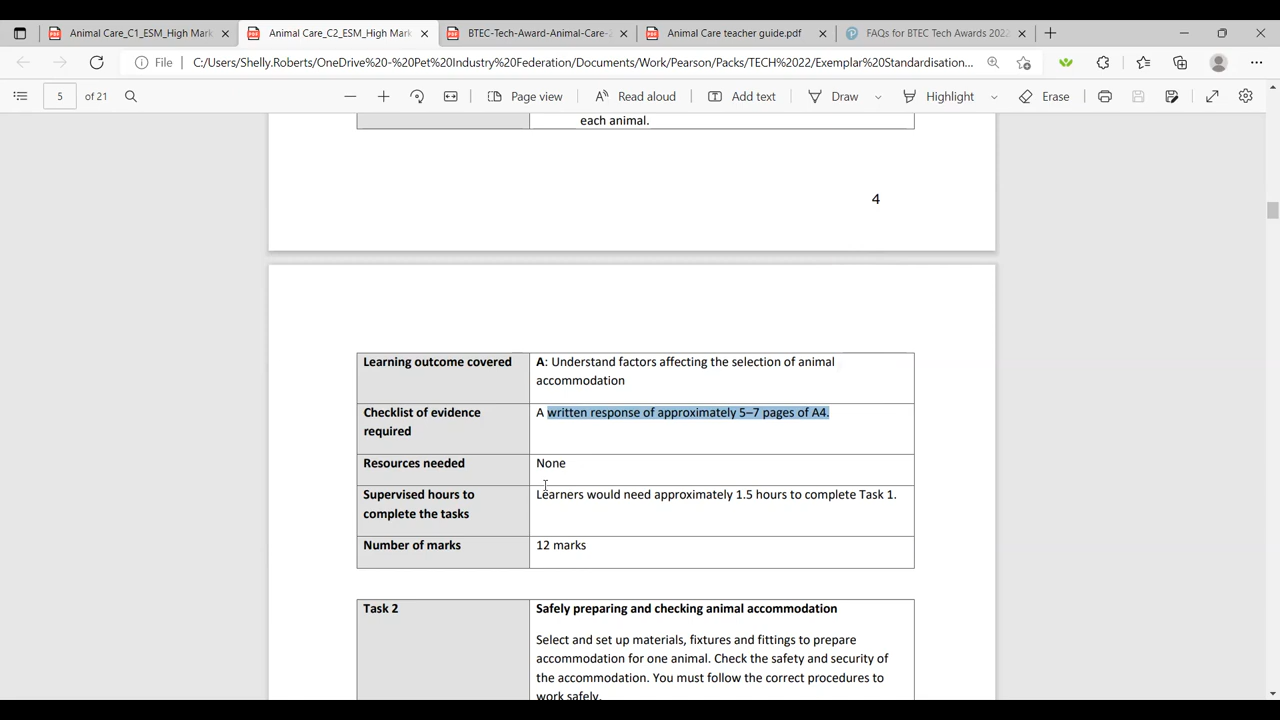 Animal Care_C1_ESM_High Mark
Animal Care_C2_ESM_High Mark
BTEC-Tech-Award-Animal-Care-2
Animal Care teacher guide.pdf
FAQs for BTEC Tech Awards 2022
File
C:/Users/Shelly.Roberts/OneDrive%20-%20Pet%20Industry%20Federation/Documents/Work/Pearson/Packs/TECH%2022/Exemplar%20Standardisation...
5 of 21
Page view
Read aloud
Add text
Draw
Highlight
Erase
each animal.
4
Learning outcome covered
A: Understand factors affecting the selection of animal
accommodation
Checklist of evidence
required
A written response of approximately 5–7 pages of A4.
Resources needed
None
Supervised hours to
complete the tasks
Learners would need approximately 1.5 hours to complete Task 1.
Number of marks
12 marks
Task 2
Safely preparing and checking animal accommodation
Select and set up materials, fixtures and fittings to prepare
accommodation for one animal. Check the safety and security of
the accommodation. You must follow the correct procedures to
work safely.